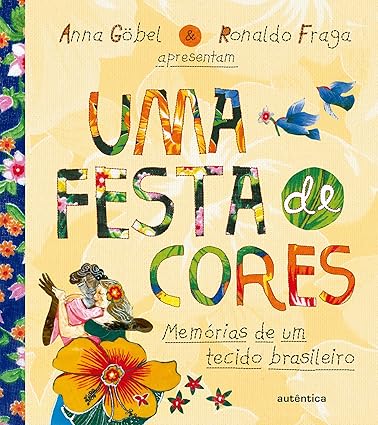 Anna Göbel & Ronaldo Fraga
apresentam
UMA
FESTA de
CORES
Memórias de um
tecido brasileiro
autêntica